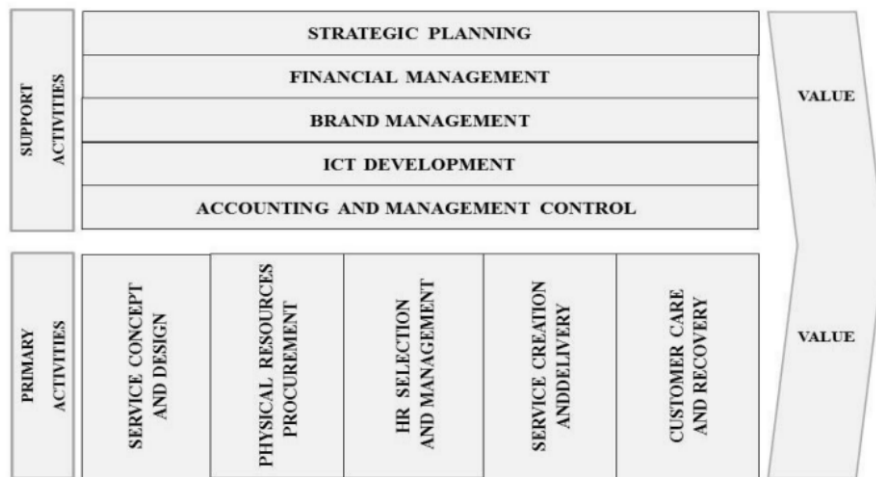 SUPPORT
ACTIVITIES
STRATEGIC PLANNING
FINANCIAL MANAGEMENT
BRAND MANAGEMENT
ICT DEVELOPMENT
ACCOUNTING AND MANAGEMENT CONTROL
VALUE
PRIMARY
ACTIVITIES
SERVICE CONCEPT
AND DESIGN
PHYSICAL RESOURCES
PROCUREMENT
HR SELECTION
AND MANAGEMENT
SERVICE CREATION
ANDDELIVERY
CUSTOMER CARE
AND RECOVERY
VALUE